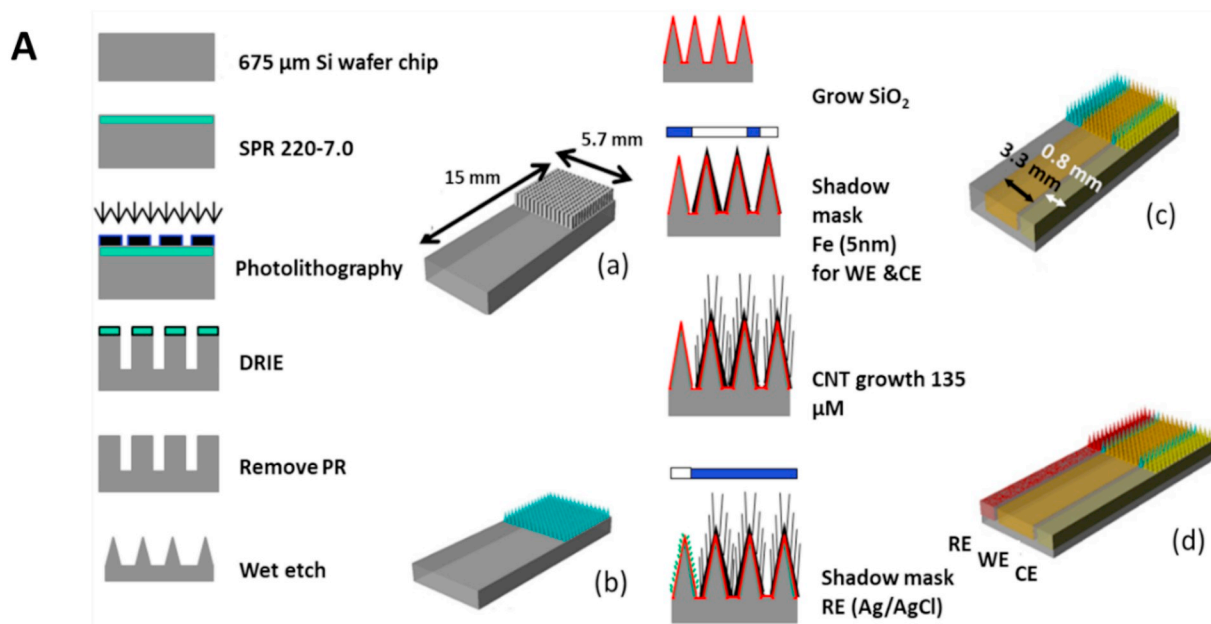 A
675 µm Si wafer chip
SPR 220-7.0
Photolithography
DRIE
Remove PR
Wet etch
15 mm
5.7 mm
(a)
(b)
Grow SiO₂
Shadow
mask
Fe (5nm)
for WE &CE
CNT growth 135
µM
Shadow mask
RE (Ag/AgCl)
3.3 mm
0.8 mm
(c)
RE
WE
CE
(d)